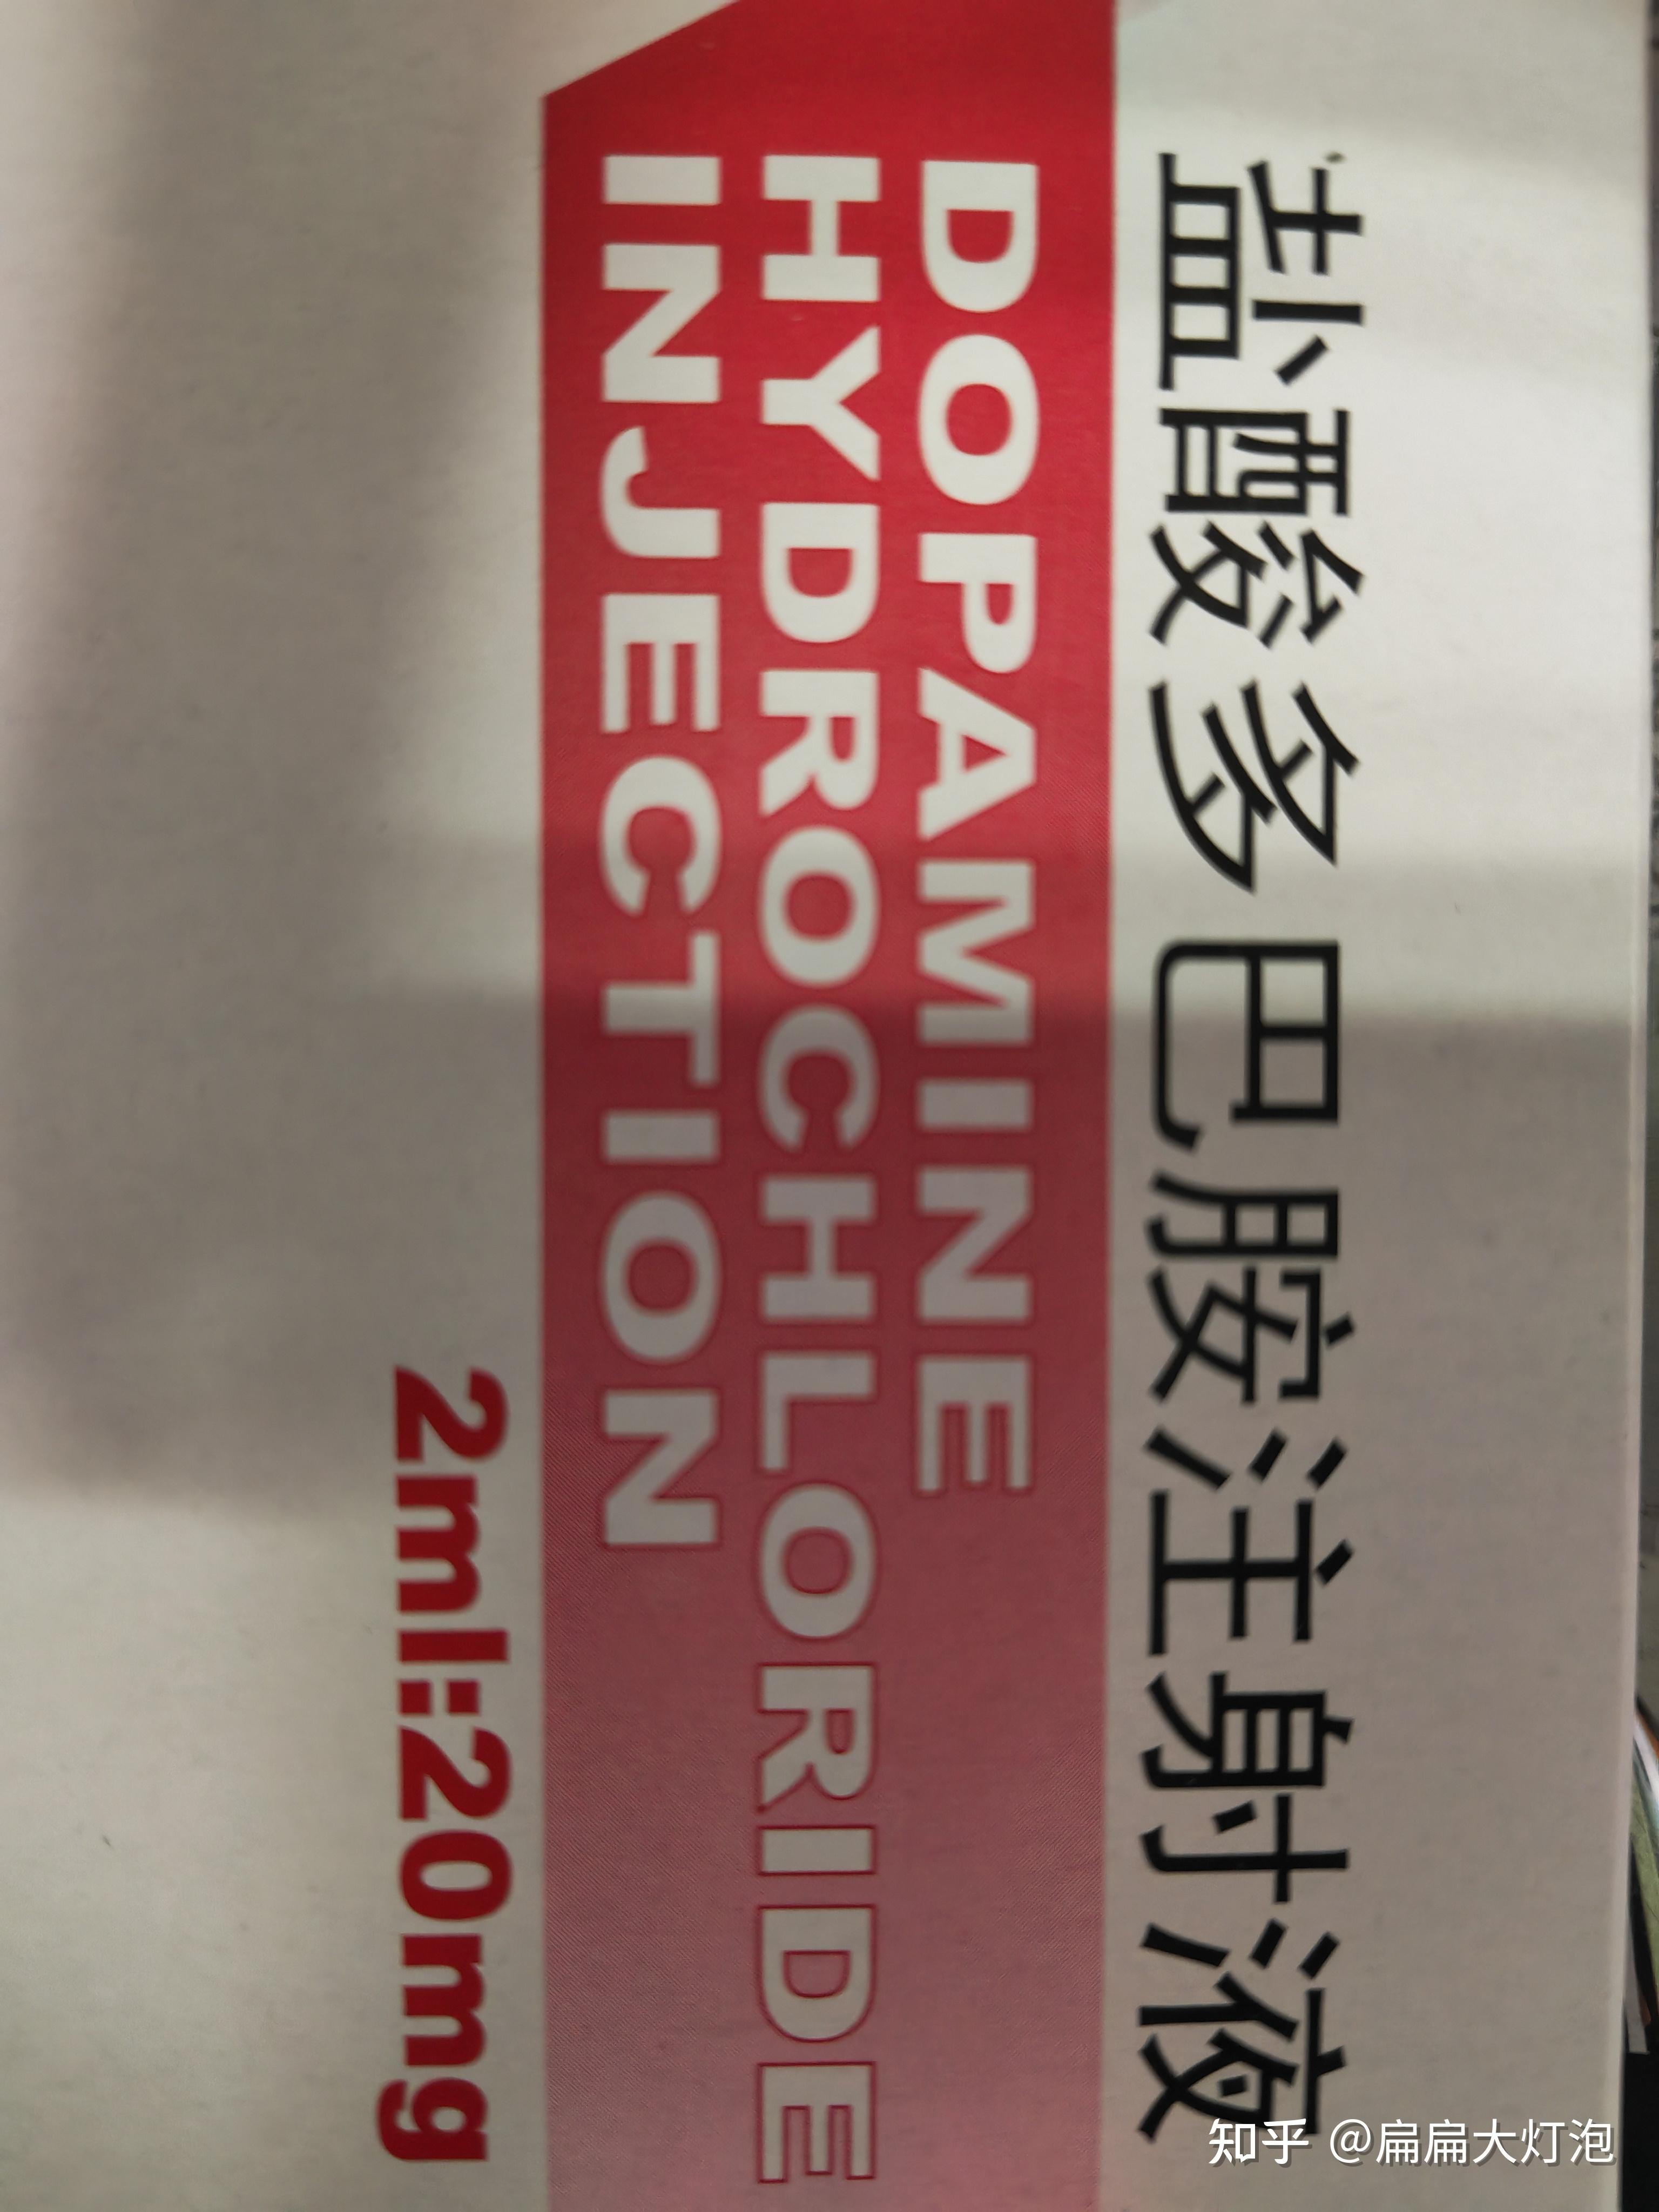 盐酸多巴胺注射液
DOPAMINE
HYDROCHLORIDE
INJECTION
2ml:20mg
知乎 @扁扁大灯泡